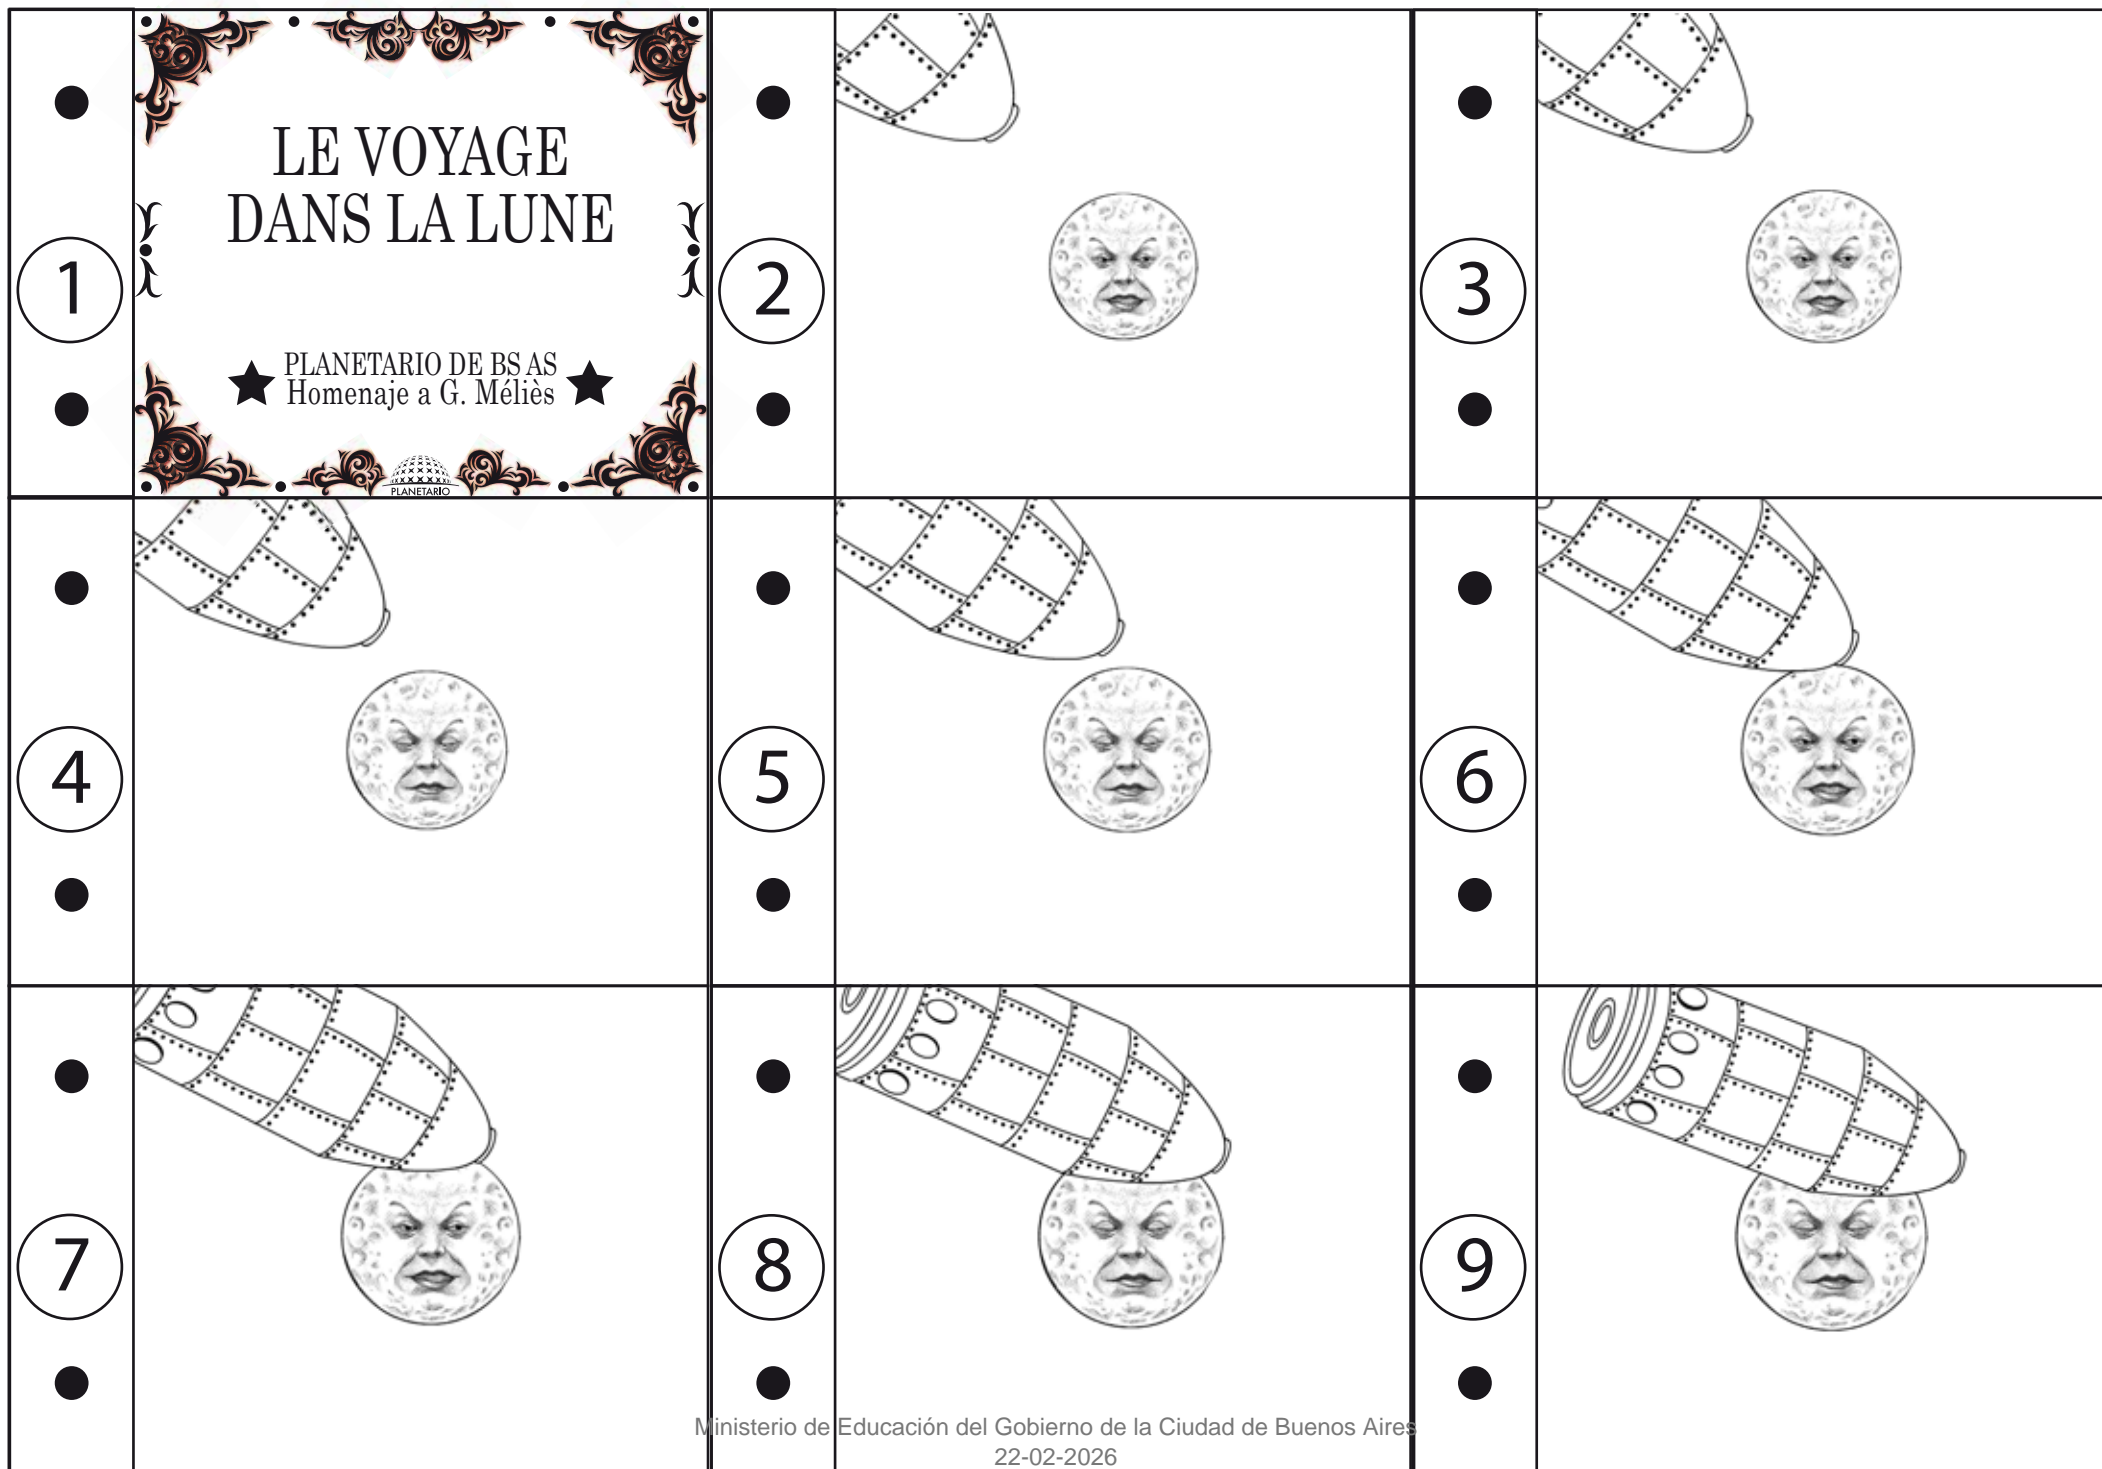 1
LE VOYAGE
DANS LA LUNE
PLANETARIO DE BS AS
Homenaje a G. Méliès
PLANETARIO
2
3
4
5
6
7
8
9
Ministerio de Educación del Gobierno de la Ciudad de Buenos Aires
22-02-2026